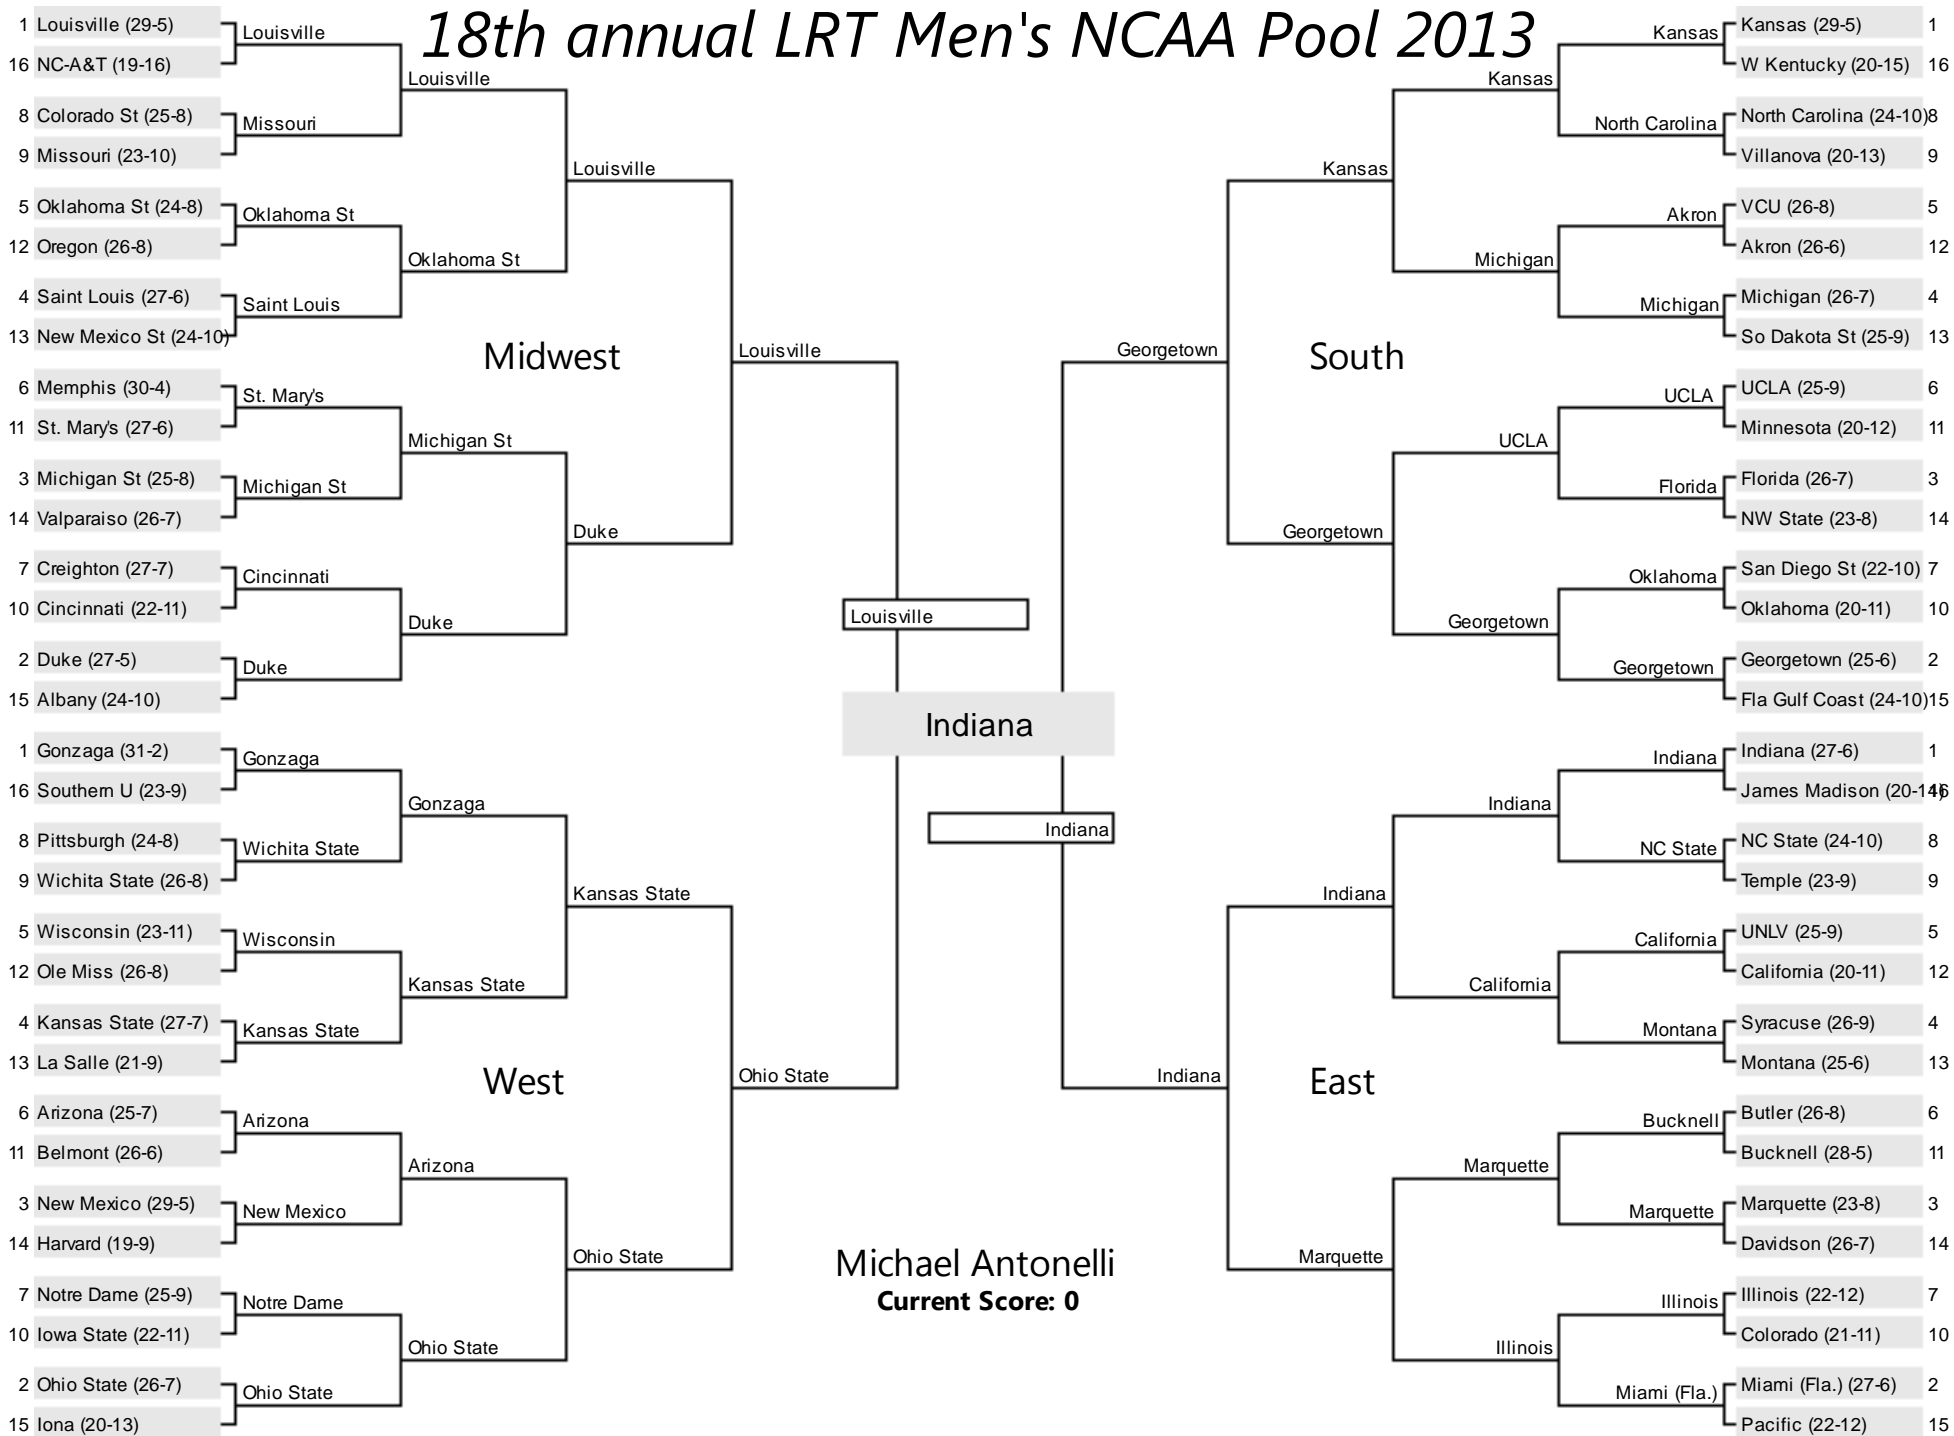 18th annual LRT Men's NCAA Pool 2013
1 Louisville (29-5)
16 NC-A&T (19-16)
8 Colorado St (25-8)
9 Missouri (23-10)
5 Oklahoma St (24-8)
12 Oregon (26-8)
4 Saint Louis (27-6)
13 New Mexico St (24-10)
6 Memphis (30-4)
11 St. Mary's (27-6)
3 Michigan St (25-8)
14 Valparaiso (26-7)
7 Creighton (27-7)
10 Cincinnati (22-11)
2 Duke (27-5)
15 Albany (24-10)
Louisville
Missouri
Oklahoma St
Saint Louis
St. Mary's
Michigan St
Cincinnati
Duke
Louisville
Oklahoma St
Michigan St
Duke
Louisville
Duke
Midwest
Louisville
1 Gonzaga (31-2)
16 Southern U (23-9)
8 Pittsburgh (24-8)
9 Wichita State (26-8)
5 Wisconsin (23-11)
12 Ole Miss (26-8)
4 Kansas State (27-7)
13 La Salle (21-9)
6 Arizona (25-7)
11 Belmont (26-6)
3 New Mexico (29-5)
14 Harvard (19-9)
7 Notre Dame (25-9)
10 Iowa State (22-11)
2 Ohio State (26-7)
15 Iona (20-13)
Gonzaga
Wichita State
Wisconsin
Kansas State
Arizona
New Mexico
Notre Dame
Ohio State
Gonzaga
Kansas State
Arizona
Ohio State
Kansas State
Ohio State
West
Ohio State
Louisville
Indiana
Indiana
Michael Antonelli
Current Score: 0
Kansas (29-5) 1
W Kentucky (20-15) 16
North Carolina (24-10) 8
Villanova (20-13) 9
VCU (26-8) 5
Akron (26-6) 12
Michigan (26-7) 4
So Dakota St (25-9) 13
UCLA (25-9) 6
Minnesota (20-12) 11
Florida (26-7) 3
NW State (23-8) 14
San Diego St (22-10) 7
Oklahoma (20-11) 10
Georgetown (25-6) 2
Fla Gulf Coast (24-10) 15
Kansas
North Carolina
Akron
Michigan
UCLA
Florida
Oklahoma
Georgetown
Kansas
Michigan
UCLA
Georgetown
Kansas
Georgetown
South
Georgetown
Indiana (27-6) 1
James Madison (20-14) 16
NC State (24-10) 8
Temple (23-9) 9
UNLV (25-9) 5
California (20-11) 12
Syracuse (26-9) 4
Montana (25-6) 13
Butler (26-8) 6
Bucknell (28-5) 11
Marquette (23-8) 3
Davidson (26-7) 14
Illinois (22-12) 7
Colorado (21-11) 10
Miami (Fla.) (27-6) 2
Pacific (22-12) 15
Indiana
NC State
California
Montana
Bucknell
Marquette
Illinois
Miami (Fla.)
Indiana
California
Marquette
Illinois
Indiana
Marquette
East
Indiana